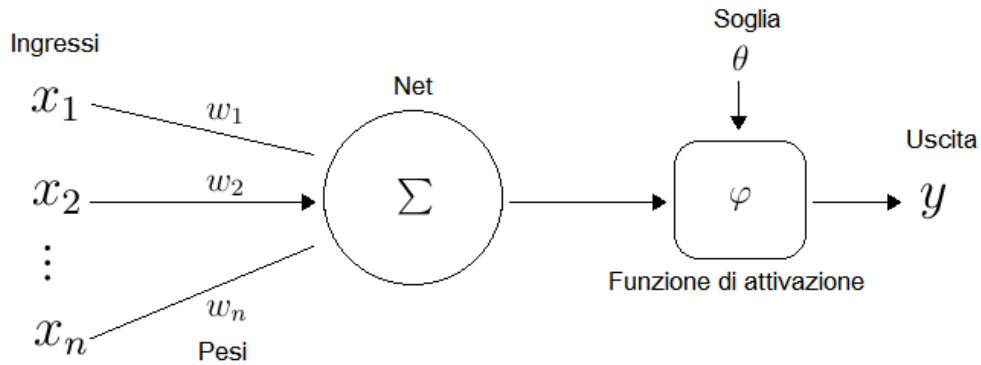 Soglia
Ingressi
θ
Net
x₁
w₁
Uscita
x₂
w₂
∑
φ
y
⋮
Funzione di attivazione
wₙ
xₙ
Pesi